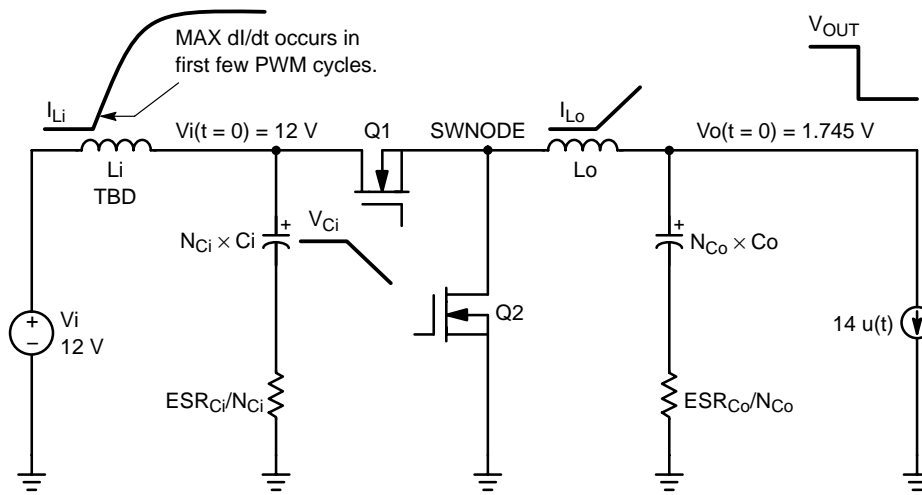 MAX dI/dt occurs in
first few PWM cycles.
V_OUT
I_Li
Vi(t = 0) = 12 V
Q1
SWNODE
I_Lo
Vo(t = 0) = 1.745 V
Li
TBD
Lo
V_Ci
+
N_Ci × Ci
+
N_Co × Co
Q2
+
−
Vi
12 V
14 u(t)
ESR_Ci/N_Ci
ESR_Co/N_Co